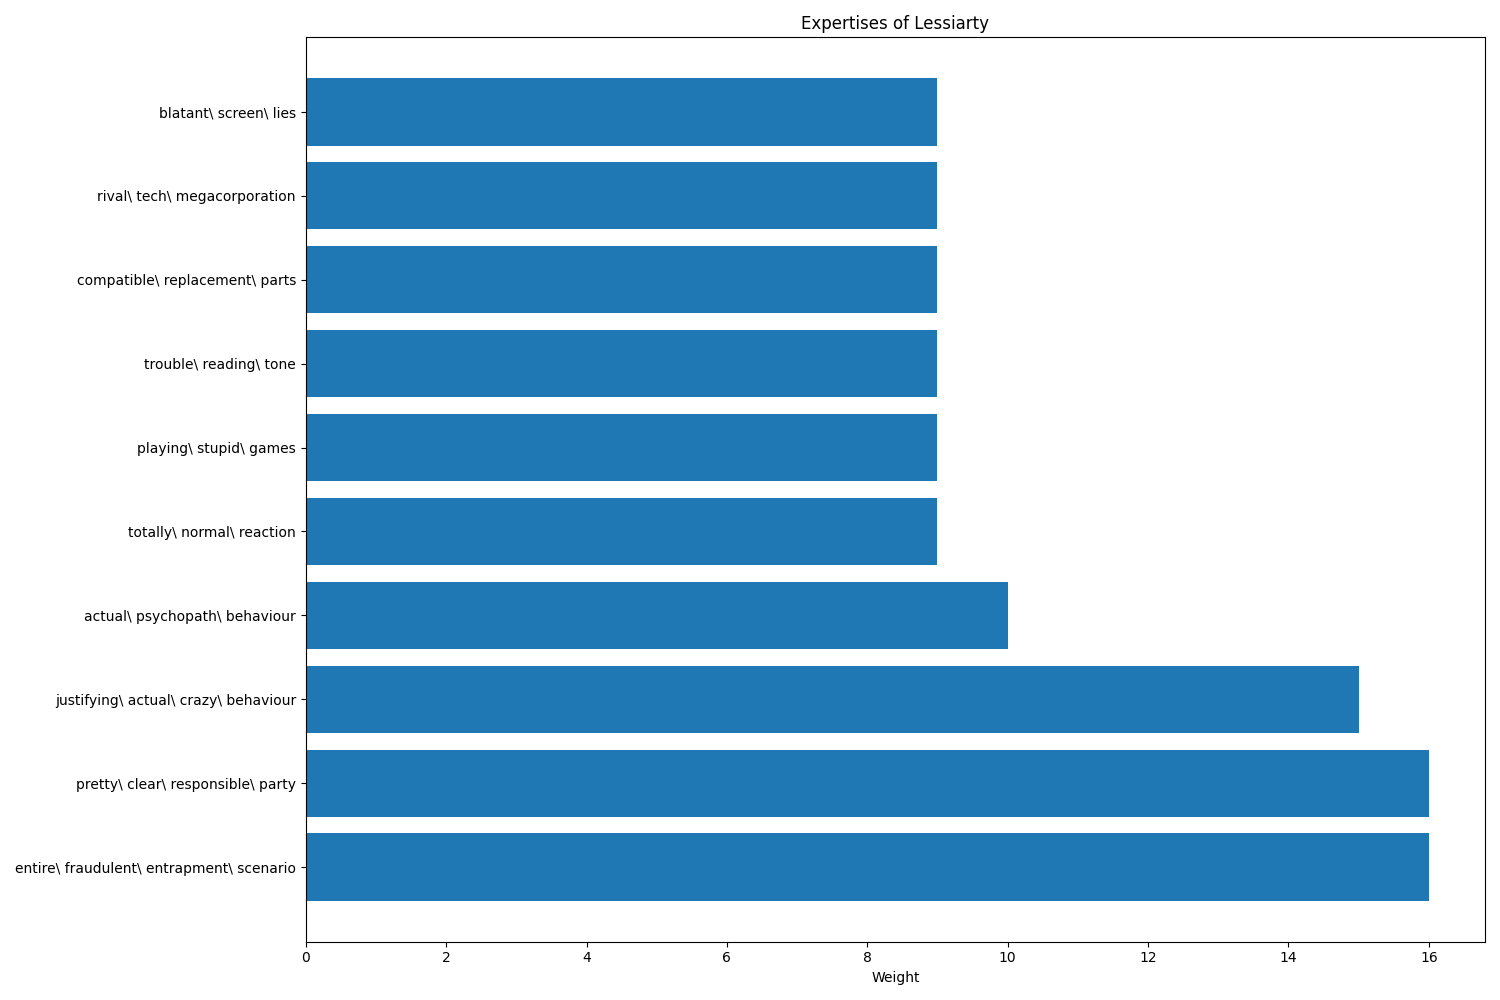 Expertises of Lessiarty
blatant\ screen\ lies
rival\ tech\ megacorporation
compatible\ replacement\ parts
trouble\ reading\ tone
playing\ stupid\ games
totally\ normal\ reaction
actual\ psychopath\ behaviour
justifying\ actual\ crazy\ behaviour
pretty\ clear\ responsible\ party
entire\ fraudulent\ entrapment\ scenario
0 2 4 6 8 10 12 14 16
Weight